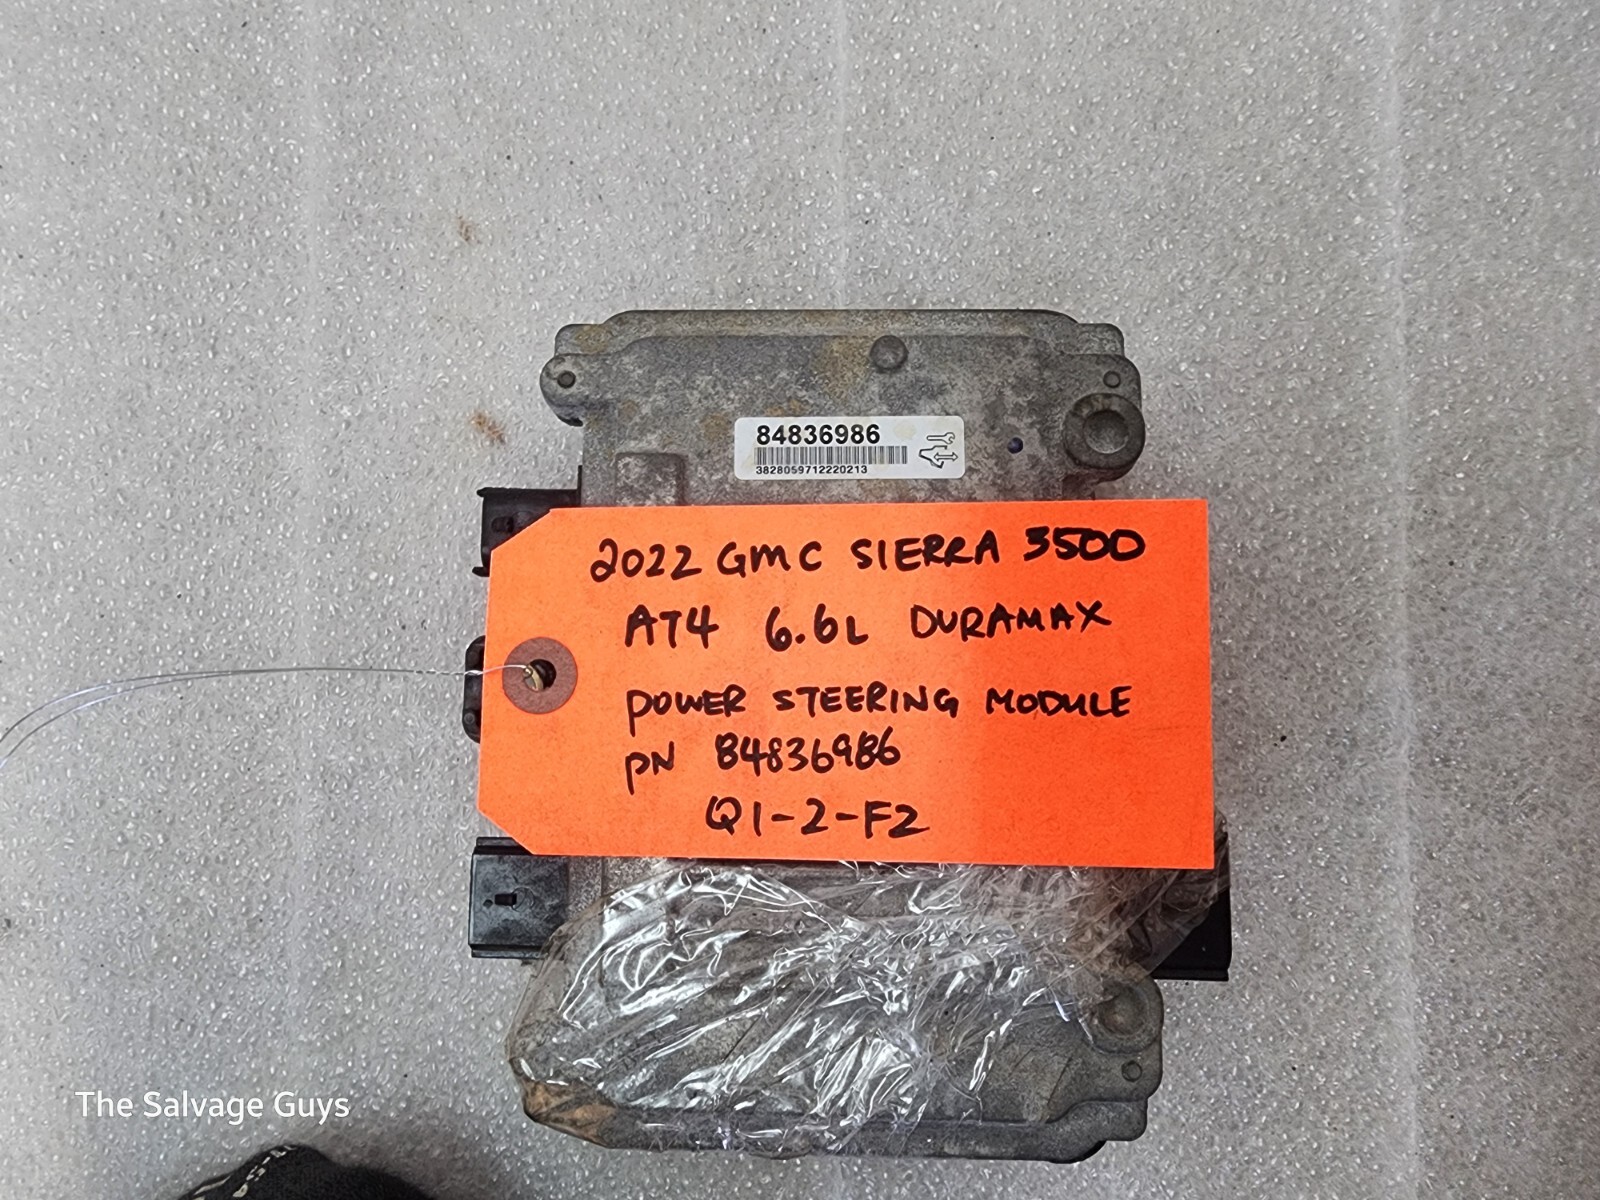 84836986
3828059712220213
2022 GMC SIERRA 3500
AT4 6.6L DURAMAX
POWER STEERING MODULE
PN 84836986
Q1-2-F2
The Salvage Guys